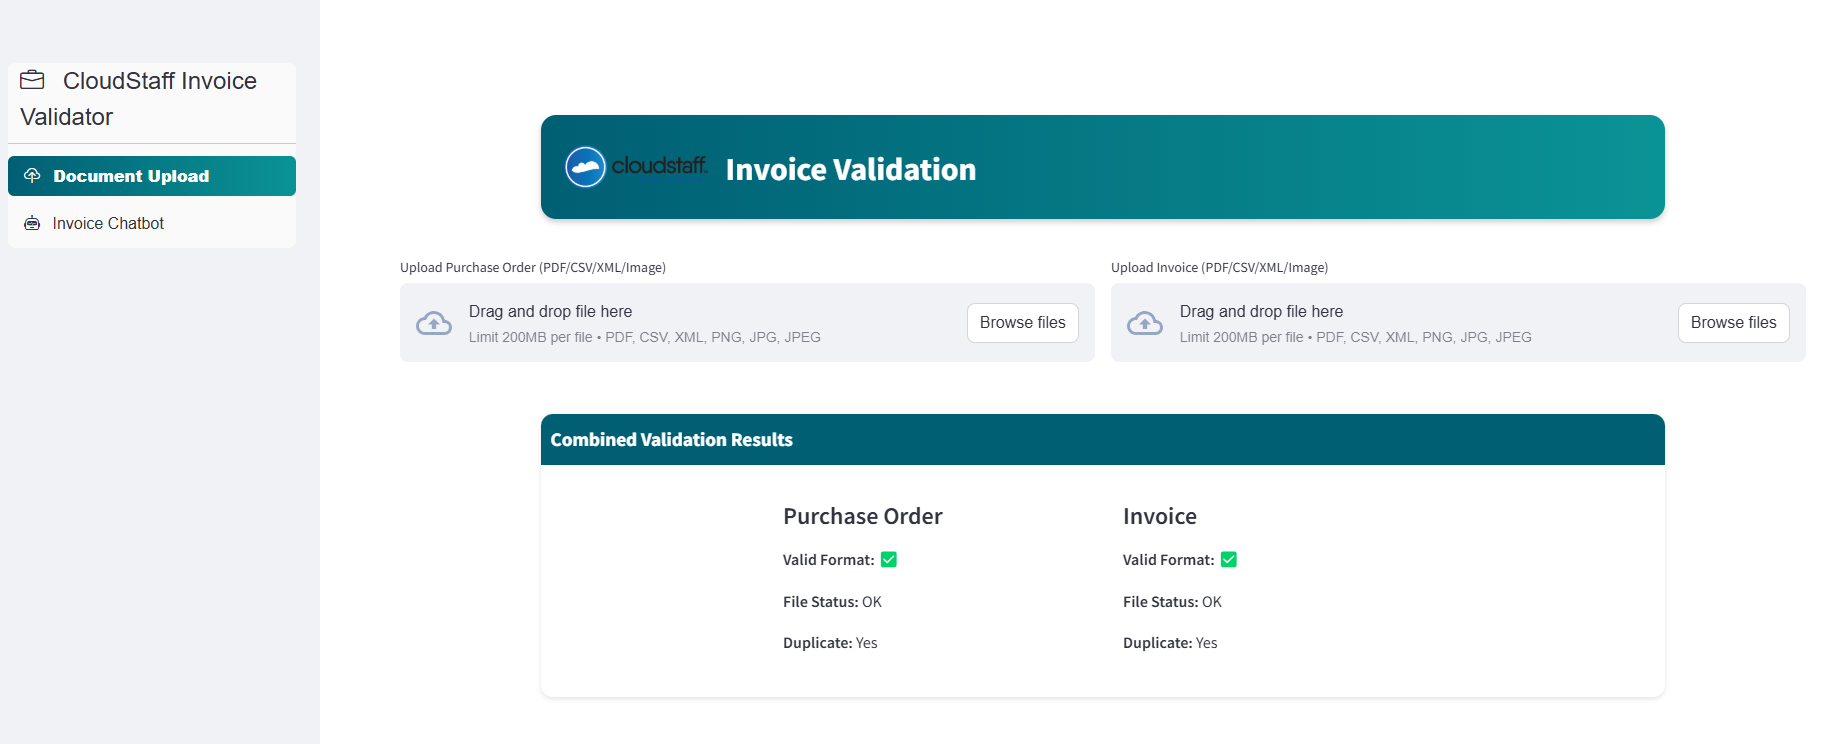 CloudStaff Invoice
Validator
Document Upload
Invoice Chatbot
cloudstaff.
Invoice Validation
Upload Purchase Order (PDF/CSV/XML/Image)
Drag and drop file here
Limit 200MB per file • PDF, CSV, XML, PNG, JPG, JPEG
Browse files
Upload Invoice (PDF/CSV/XML/Image)
Drag and drop file here
Limit 200MB per file • PDF, CSV, XML, PNG, JPG, JPEG
Browse files
Combined Validation Results
Purchase Order
Valid Format: ✅
File Status: OK
Duplicate: Yes
Invoice
Valid Format: ✅
File Status: OK
Duplicate: Yes